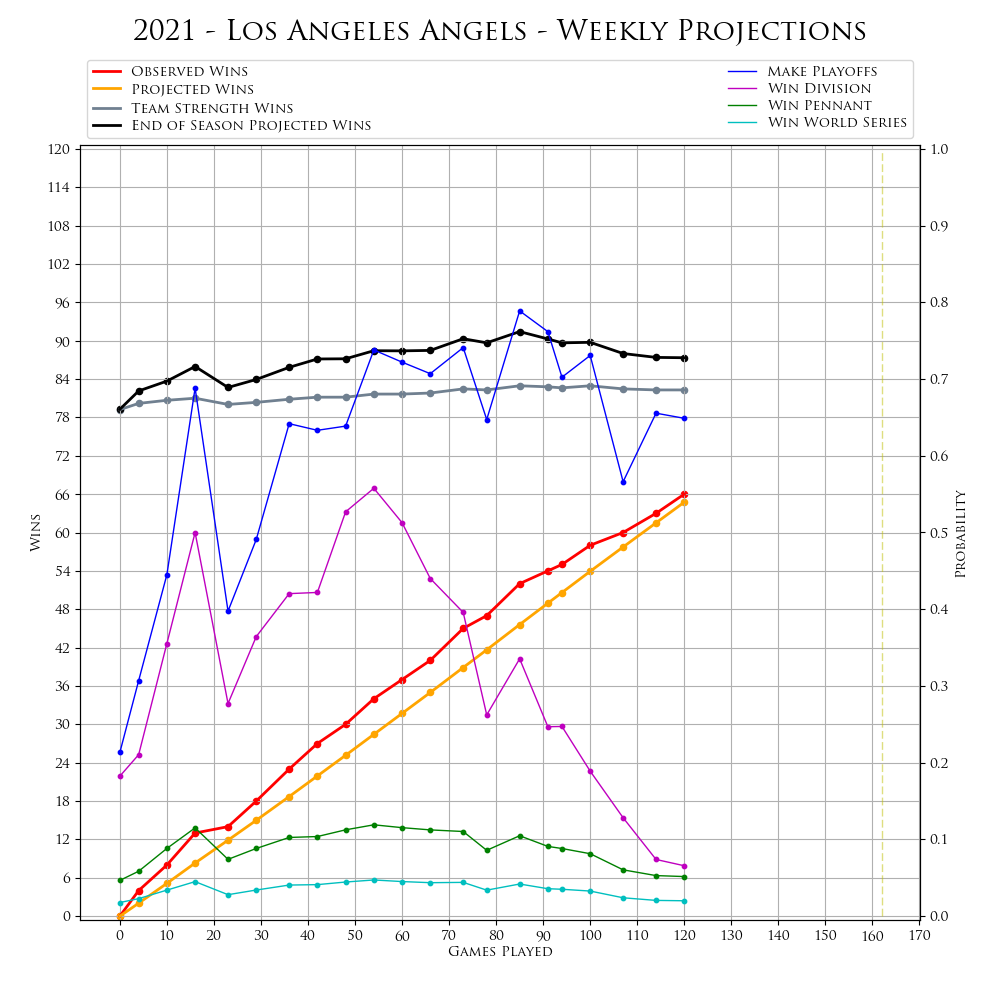 2021 - Los Angeles Angels - Weekly Projections
Observed Wins
Projected Wins
Team Strength Wins
End of Season Projected Wins
Make Playoffs
Win Division
Win Pennant
Win World Series
120
114
108
102
96
90
84
78
72
66
60
54
48
42
36
30
24
18
12
6
0
Wins
1.0
0.9
0.8
0.7
0.6
0.5
0.4
0.3
0.2
0.1
0.0
Probability
0 10 20 30 40 50 60 70 80 90 100 110 120 130 140 150 160 170
Games Played